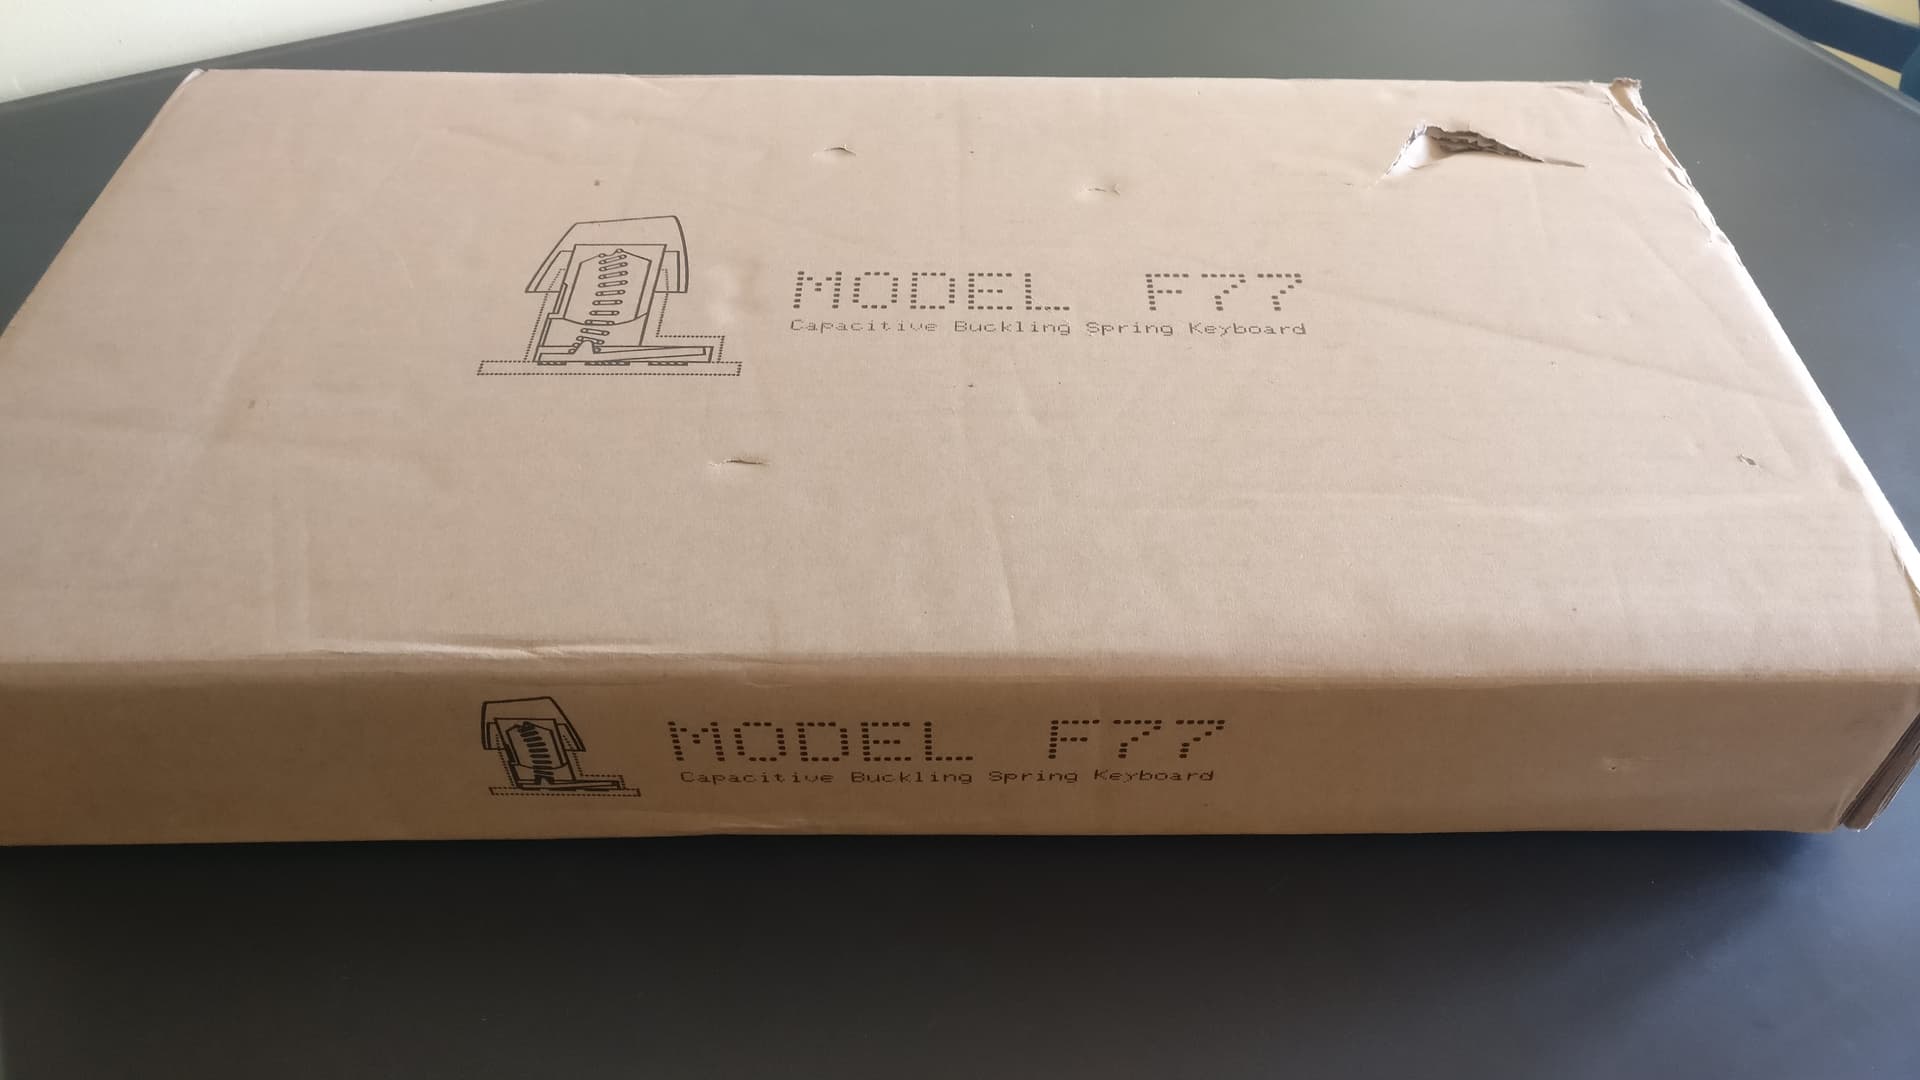 MODEL F77
Capacitive Buckling Spring Keyboard
MODEL F77
Capacitive Buckling Spring Keyboard